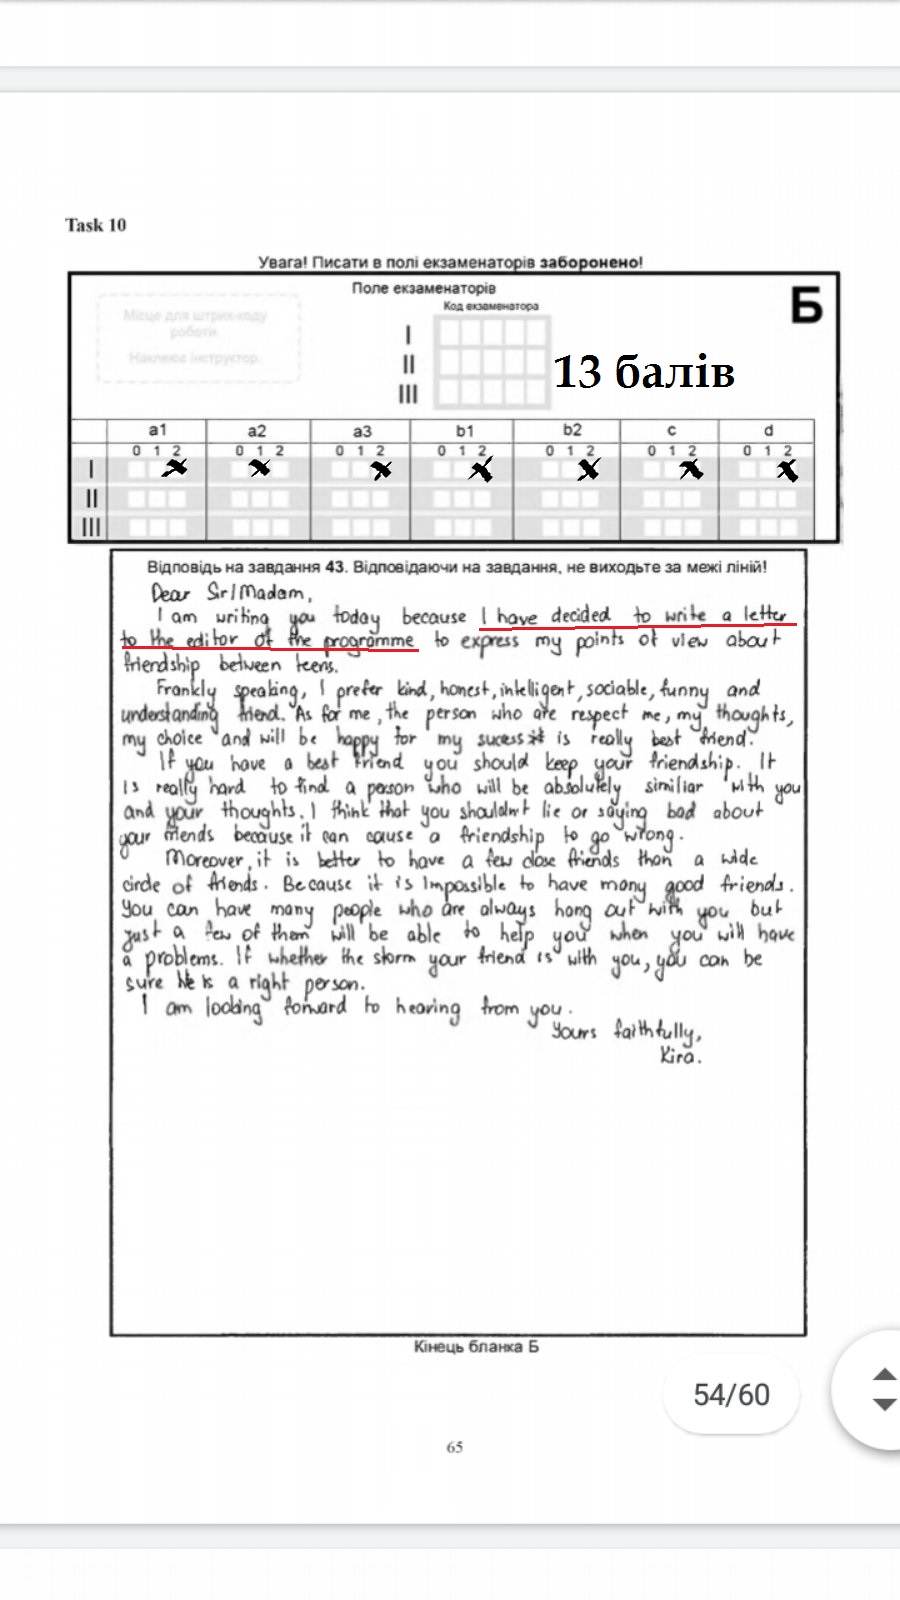 Task 10
Увага! Писати в полі екзаменаторів заборонено!
Поле екзаменаторів
Код екзаменатора
Б
Місце для штрих-коду
роботи.
Наклеює інструктор.
I
II
III
13 балів
a1 a2 a3 b1 b2 c d
0 1 2 0 1 2 0 1 2 0 1 2 0 1 2 0 1 2 0 1 2
I
II
III
Відповідь на завдання 43. Відповідаючи на завдання, не виходьте за межі ліній!
Dear Sir/Madam,
I am writing you today because I have decided to write a letter
to the editor of the programme to express my points of view about
friendship between teens.
Frankly speaking, I prefer kind, honest, intelligent, sociable, funny and
understanding friend. As for me, the person who are respect me, my thoughts,
my choice and will be happy for my sucess it is really best friend.
If you have a best friend you should keep your friendship. It
is really hard to find a person who will be absolutely similiar with you
and your thoughts. I think that you shouldn't lie or saying bad about
your friends because it can cause a friendship to go wrong.
Moreover, it is better to have a few close friends than a wide
circle of friends. Because it is impossible to have many good friends.
You can have many people who are always hang out with you but
just a few of them will be able to help you when you will have
a problems. If whether the storm your friend is with you, you can be
sure He is a right person.
I am looking forward to hearing from you.
Yours faithfully,
Kira.
Кінець бланка Б
54/60
65